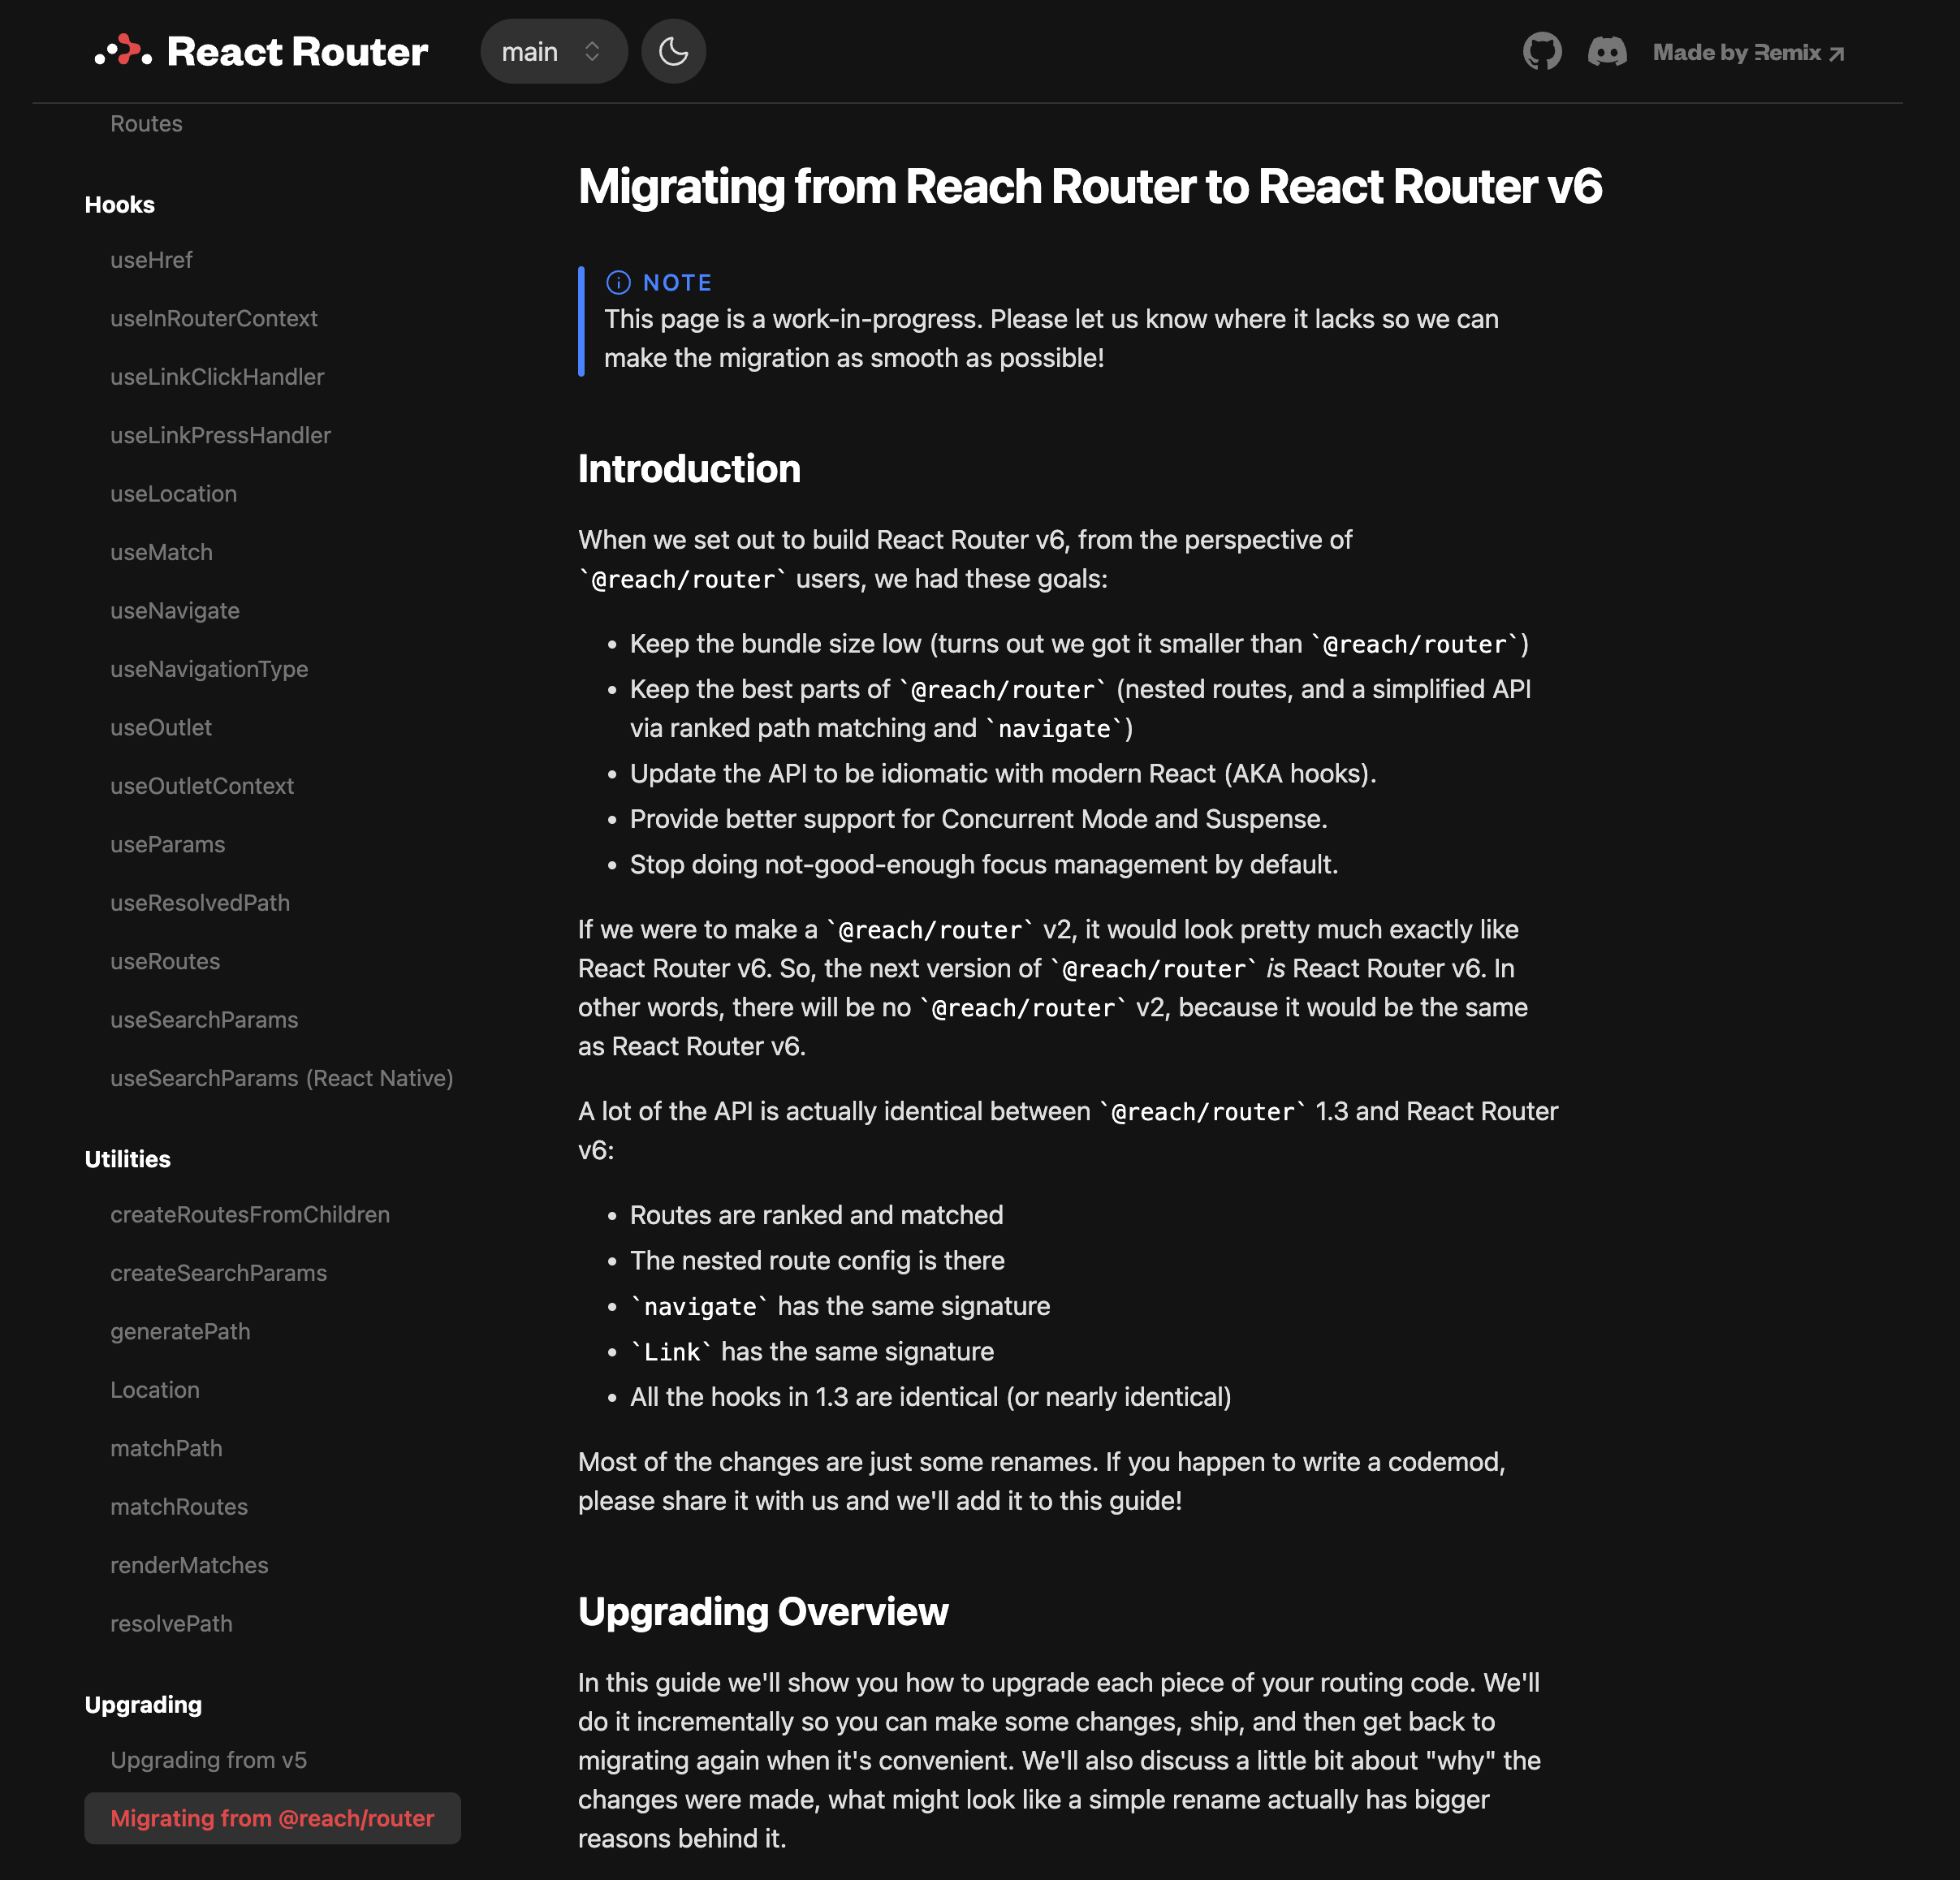 React Router
main
Made by Remix
Routes
Hooks
useHref
useInRouterContext
useLinkClickHandler
useLinkPressHandler
useLocation
useMatch
useNavigate
useNavigationType
useOutlet
useOutletContext
useParams
useResolvedPath
useRoutes
useSearchParams
useSearchParams (React Native)
Utilities
createRoutesFromChildren
createSearchParams
generatePath
Location
matchPath
matchRoutes
renderMatches
resolvePath
Upgrading
Upgrading from v5
Migrating from @reach/router
Migrating from Reach Router to React Router v6
NOTE
This page is a work-in-progress. Please let us know where it lacks so we can
make the migration as smooth as possible!
Introduction
When we set out to build React Router v6, from the perspective of
`@reach/router` users, we had these goals:
• Keep the bundle size low (turns out we got it smaller than `@reach/router`)
• Keep the best parts of `@reach/router` (nested routes, and a simplified API
via ranked path matching and `navigate`)
• Update the API to be idiomatic with modern React (AKA hooks).
• Provide better support for Concurrent Mode and Suspense.
• Stop doing not-good-enough focus management by default.
If we were to make a `@reach/router` v2, it would look pretty much exactly like
React Router v6. So, the next version of `@reach/router` is React Router v6. In
other words, there will be no `@reach/router` v2, because it would be the same
as React Router v6.
A lot of the API is actually identical between `@reach/router` 1.3 and React Router
v6:
• Routes are ranked and matched
• The nested route config is there
• `navigate` has the same signature
• `Link` has the same signature
• All the hooks in 1.3 are identical (or nearly identical)
Most of the changes are just some renames. If you happen to write a codemod,
please share it with us and we'll add it to this guide!
Upgrading Overview
In this guide we'll show you how to upgrade each piece of your routing code. We'll
do it incrementally so you can make some changes, ship, and then get back to
migrating again when it's convenient. We'll also discuss a little bit about "why" the
changes were made, what might look like a simple rename actually has bigger
reasons behind it.